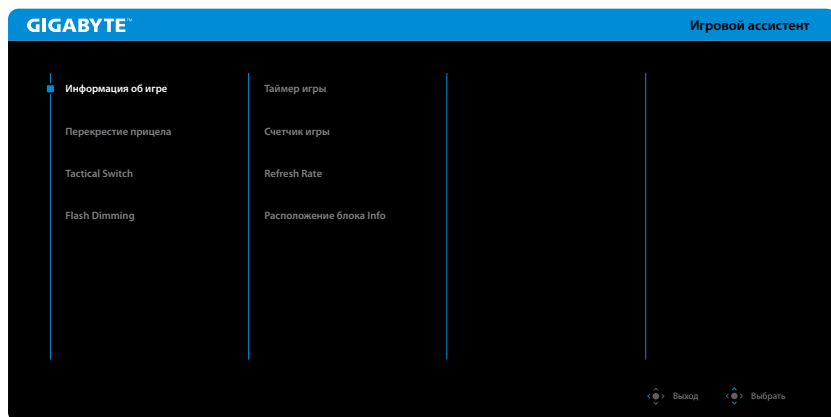 GIGABYTE™
Игровой ассистент
Информация об игре
Таймер игры
Перекрестие прицела
Счетчик игры
Tactical Switch
Refresh Rate
Flash Dimming
Расположение блока Info
Выход
Выбрать